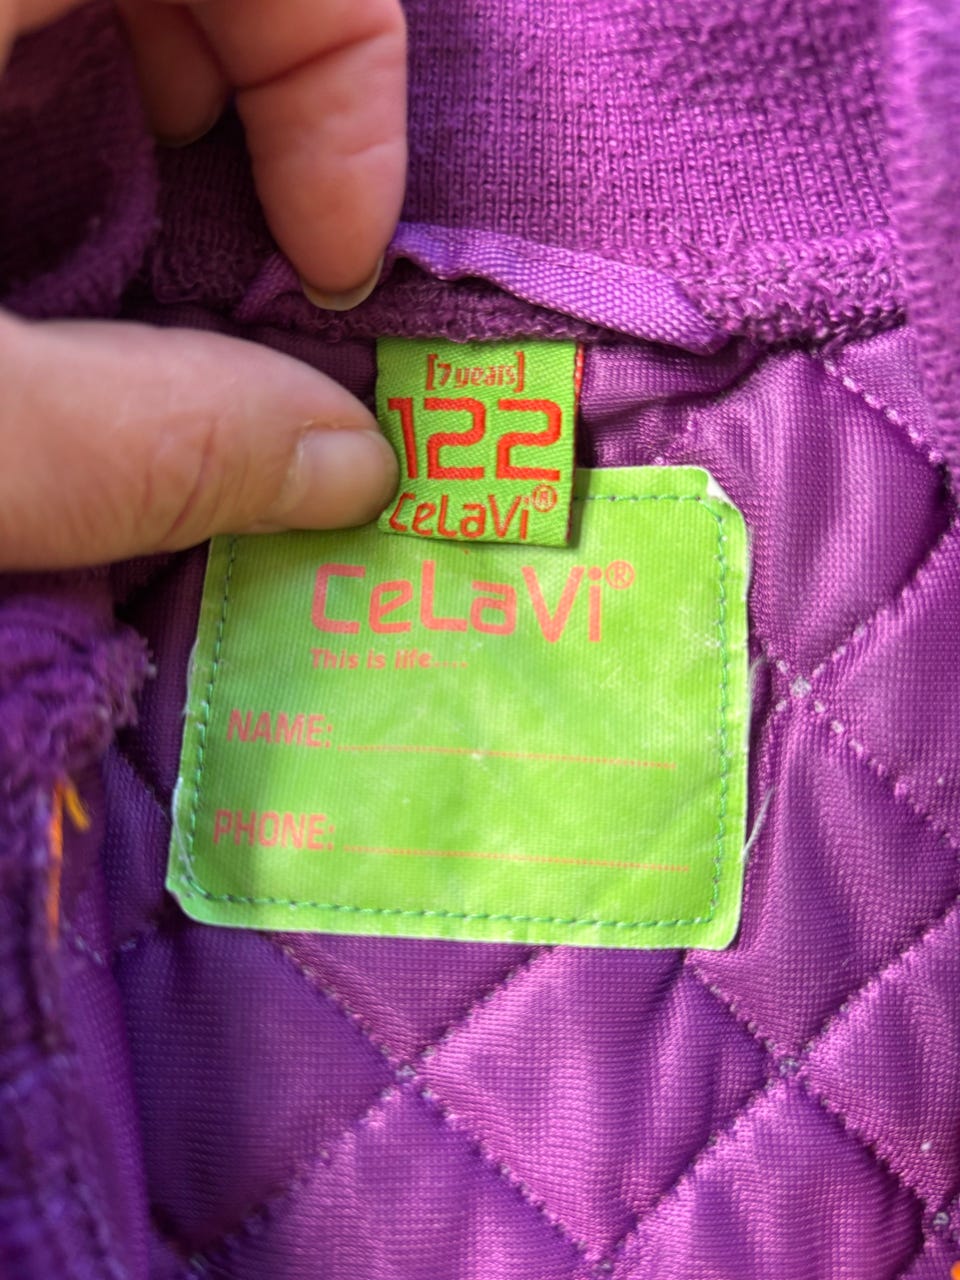 [7 years]
122
CeLaVi®
CeLaVi®
This is life....
NAME:
PHONE: